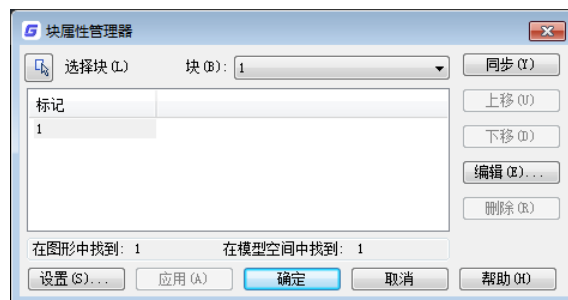 块属性管理器
选择块(L) 块(B): 1 同步(Y)
标记 上移(U)
1 下移(D)
编辑(E)...
删除(R)
在图形中找到: 1 在模型空间中找到: 1
设置(S)... 应用(A) 确定 取消 帮助(H)